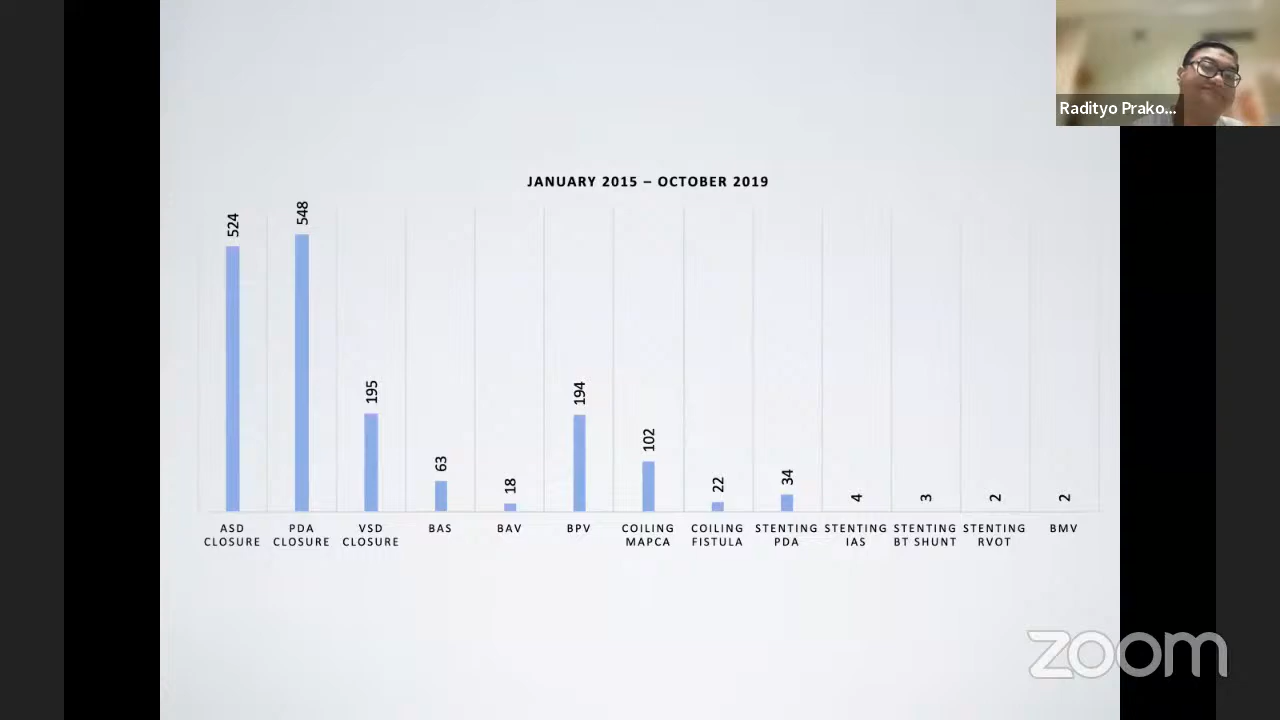 Radityo Prako...
JANUARY 2015 – OCTOBER 2019
524
548
195
63
18
194
102
22
34
4
3
2
2
ASD CLOSURE
PDA CLOSURE
VSD CLOSURE
BAS
BAV
BPV
COILING MAPCA
COILING FISTULA
STENTING PDA
STENTING IAS
STENTING BT SHUNT
STENTING RVOT
BMV
zoom